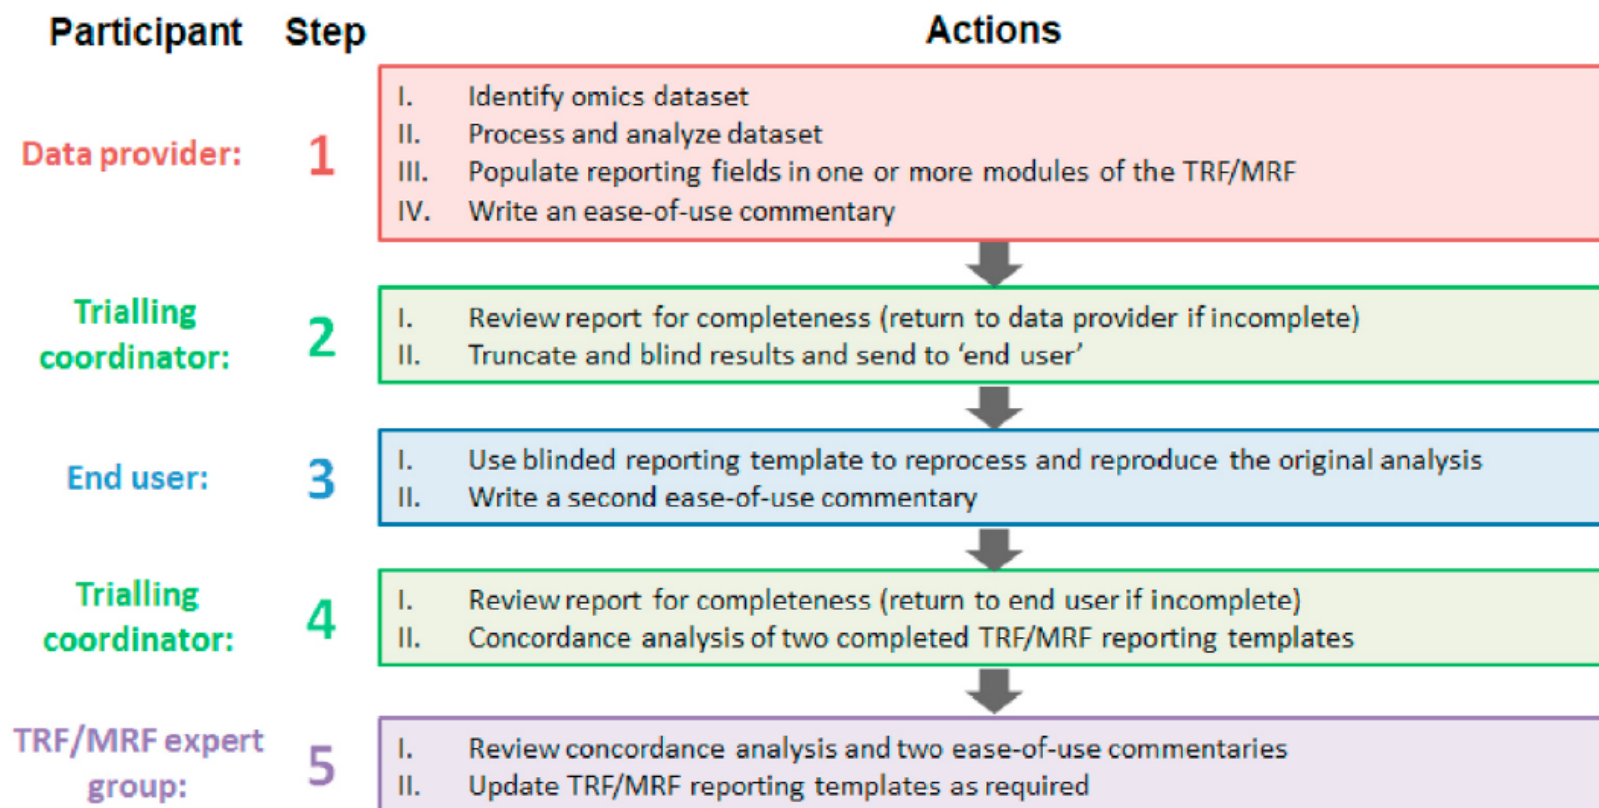 Participant Step Actions
Data provider: 1
I. Identify omics dataset
II. Process and analyze dataset
III. Populate reporting fields in one or more modules of the TRF/MRF
IV. Write an ease-of-use commentary
Trialling
coordinator: 2
I. Review report for completeness (return to data provider if incomplete)
II. Truncate and blind results and send to ‘end user’
End user: 3
I. Use blinded reporting template to reprocess and reproduce the original analysis
II. Write a second ease-of-use commentary
Trialling
coordinator: 4
I. Review report for completeness (return to end user if incomplete)
II. Concordance analysis of two completed TRF/MRF reporting templates
TRF/MRF expert
group: 5
I. Review concordance analysis and two ease-of-use commentaries
II. Update TRF/MRF reporting templates as required